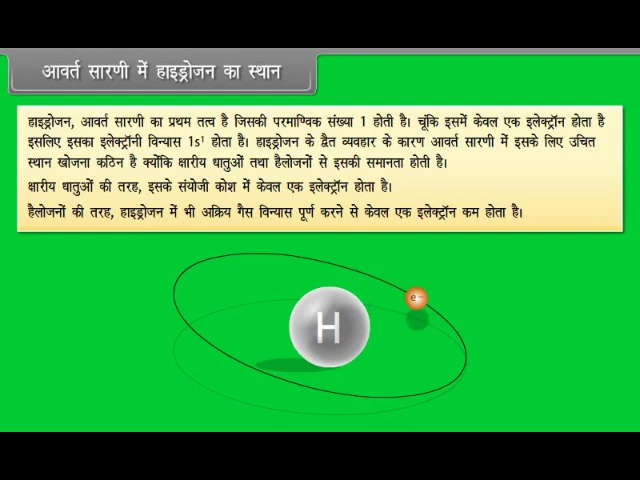 आवर्त सारणी में हाइड्रोजन का स्थान
हाइड्रोजन, आवर्त सारणी का प्रथम तत्व है जिसकी परमाण्विक संख्या 1 होती है। चूंकि इसमें केवल एक इलेक्ट्रॉन होता है
इसलिए इसका इलेक्ट्रॉनी विन्यास 1s¹ होता है। हाइड्रोजन के द्वैत व्यवहार के कारण आवर्त सारणी में इसके लिए उचित
स्थान खोजना कठिन है क्योंकि क्षारीय धातुओं तथा हैलोजनों से इसकी समानता होती है।
क्षारीय धातुओं की तरह, इसके संयोजी कोश में केवल एक इलेक्ट्रॉन होता है।
हैलोजनों की तरह, हाइड्रोजन में भी अक्रिय गैस विन्यास पूर्ण करने से केवल एक इलेक्ट्रॉन कम होता है।
e−
H